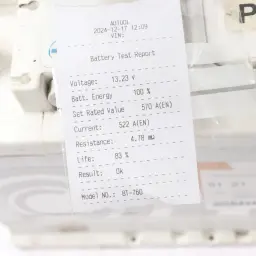 AUTOOL
2024-12-17 12:09
VIN:
Battery Test Report
Voltage: 13.23 v
Batt. Energy 100 %
Set Rated Value 570 A(EN)
Current: 522 A(EN)
Resistance: 4.78 mΩ
Life: 83 %
Result: Ok
Model NO.: BT-760
P